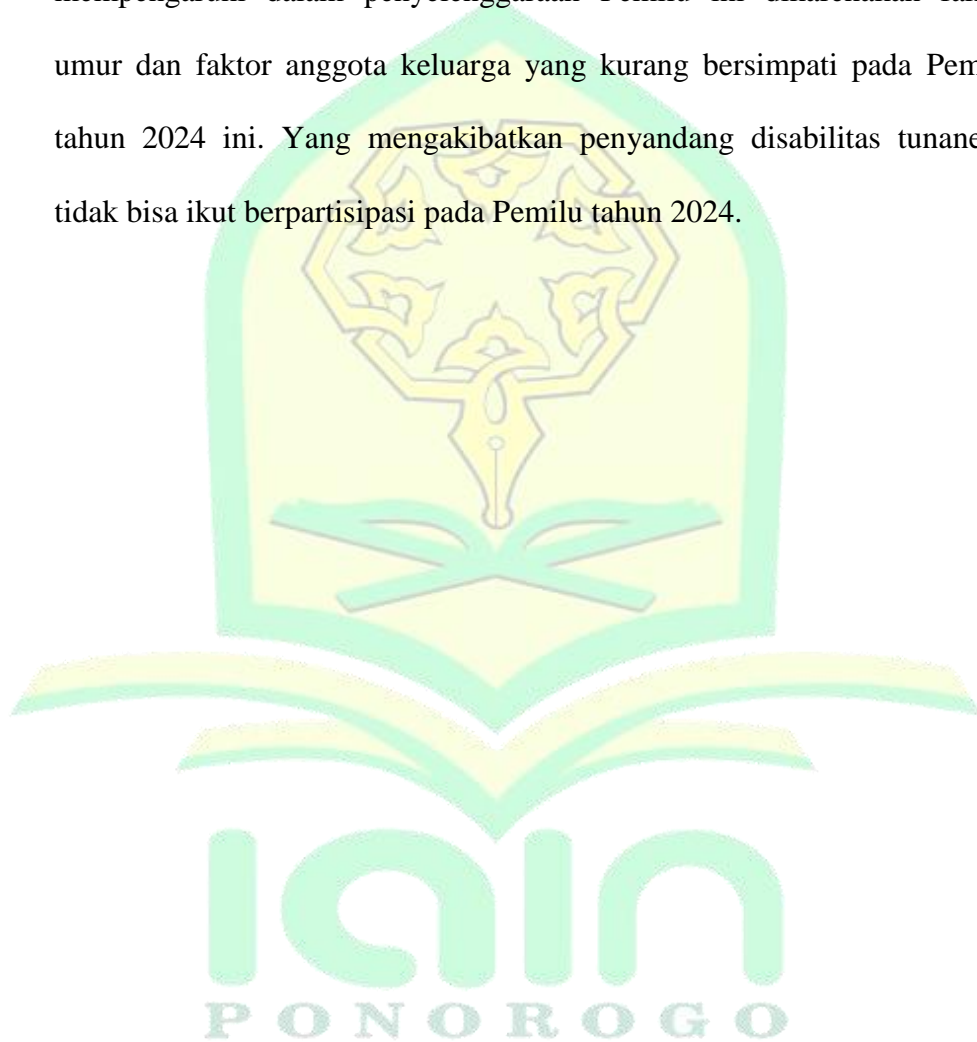 umur dan faktor anggota keluarga yang kurang bersimpati pada
tahun 2024 ini. Yang mengakibatkan penyandang disabilitas
tidak bisa ikut berpartisipasi pada Pemilu tahun 2024.
IAIN
PONOROGO